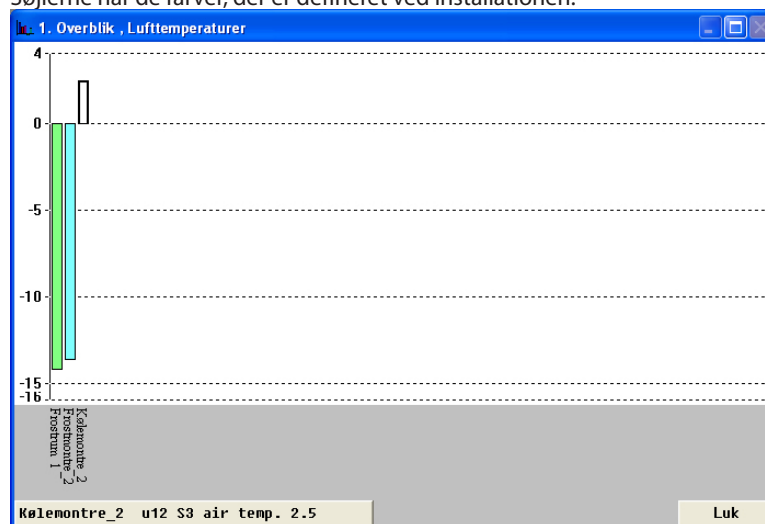 Søjlerne har de farver, der er defineret ved installationen.
1. Overblik , Lufttemperaturer
4
0
-5
-10
-15
-16
Frostrum 1
Frostmontre_2
Kølemontre_2
Kølemontre_2 u12 S3 air temp. 2.5
Luk